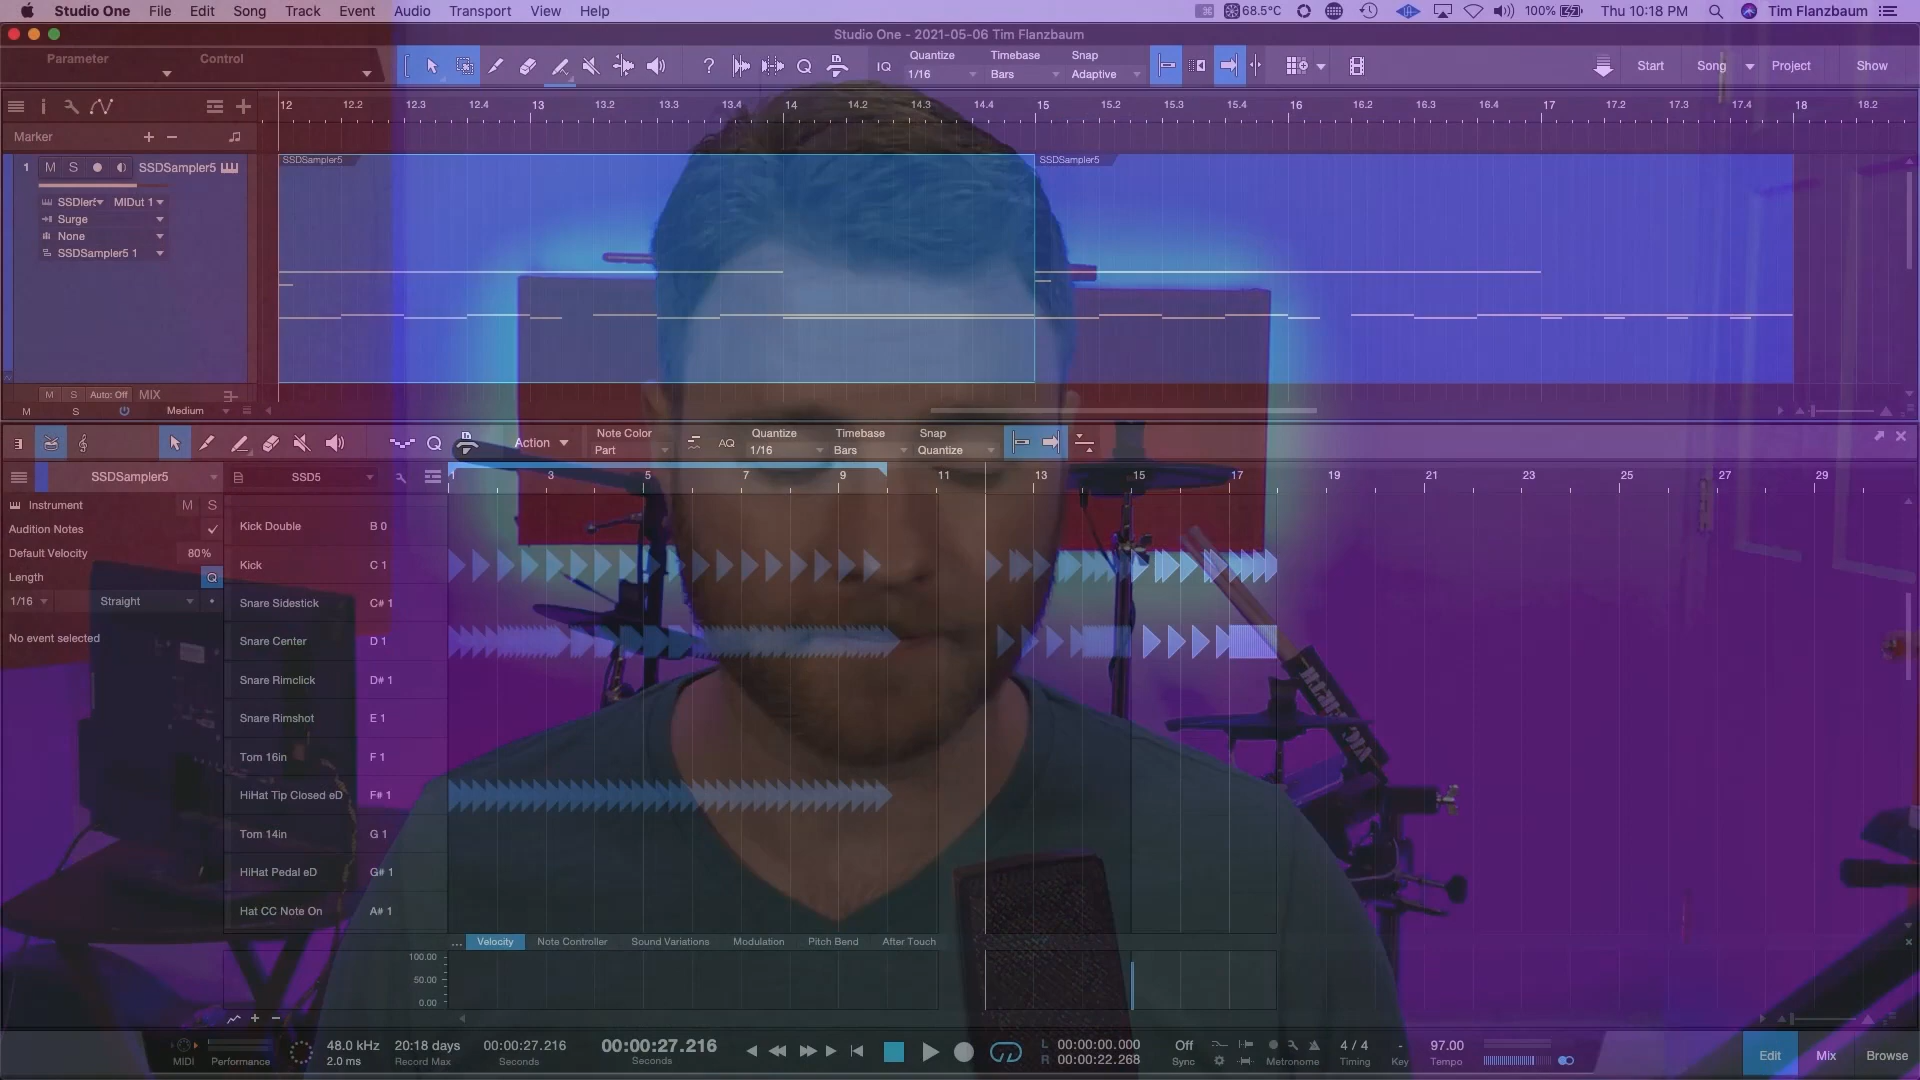 Studio One File Edit Song Track Event Audio Transport View Help 68.5°C 100% Thu 10:18 PM Tim Flanzbaum
Studio One - 2021-05-06 Tim Flanzbaum
Parameter Control
IQ Quantize 1/16 Timebase Bars Snap Adaptive Start Song Project Show
12 12.2 12.3 12.4 13 13.2 13.3 13.4 14 14.2 14.3 14.4 15 15.2 15.3 15.4 16 16.2 16.3 16.4 17 17.2 17.3 17.4 18 18.2
Marker
SSDSampler5 SSDSampler5
1 M S SSDSampler5
MIDut 1
Surge
None
SSDSampler5 1
M S Auto: Off MIX
M S Medium
Action Note Color Part AQ Quantize 1/16 Timebase Bars Snap Quantize
SSDSampler5 SSD5 1 3 5 7 9 11 13 15 17 19 21 23 25 27 29
Instrument M S
Audition Notes
Default Velocity 80%
Length Q
1/16 Straight
No event selected
Kick Double B 0
Kick C 1
Snare Sidestick C# 1
Snare Center D 1
Snare Rimclick D# 1
Snare Rimshot E 1
Tom 16in F 1
HiHat Tip Closed eD F# 1
Tom 14in G 1
HiHat Pedal eD G# 1
Hat CC Note On A# 1
VIC
... Velocity Note Controller Sound Variations Modulation Pitch Bend After Touch
100.00
50.00
0.00
MIDI Performance 48.0 kHz 2.0 ms 20:18 days Record Max 00:00:27.216 Seconds 00:00:27.216 Seconds L 00:00:00.000 R 00:00:22.268 Off Sync Metronome 4 / 4 Timing - Key 97.00 Tempo Edit Mix Browse